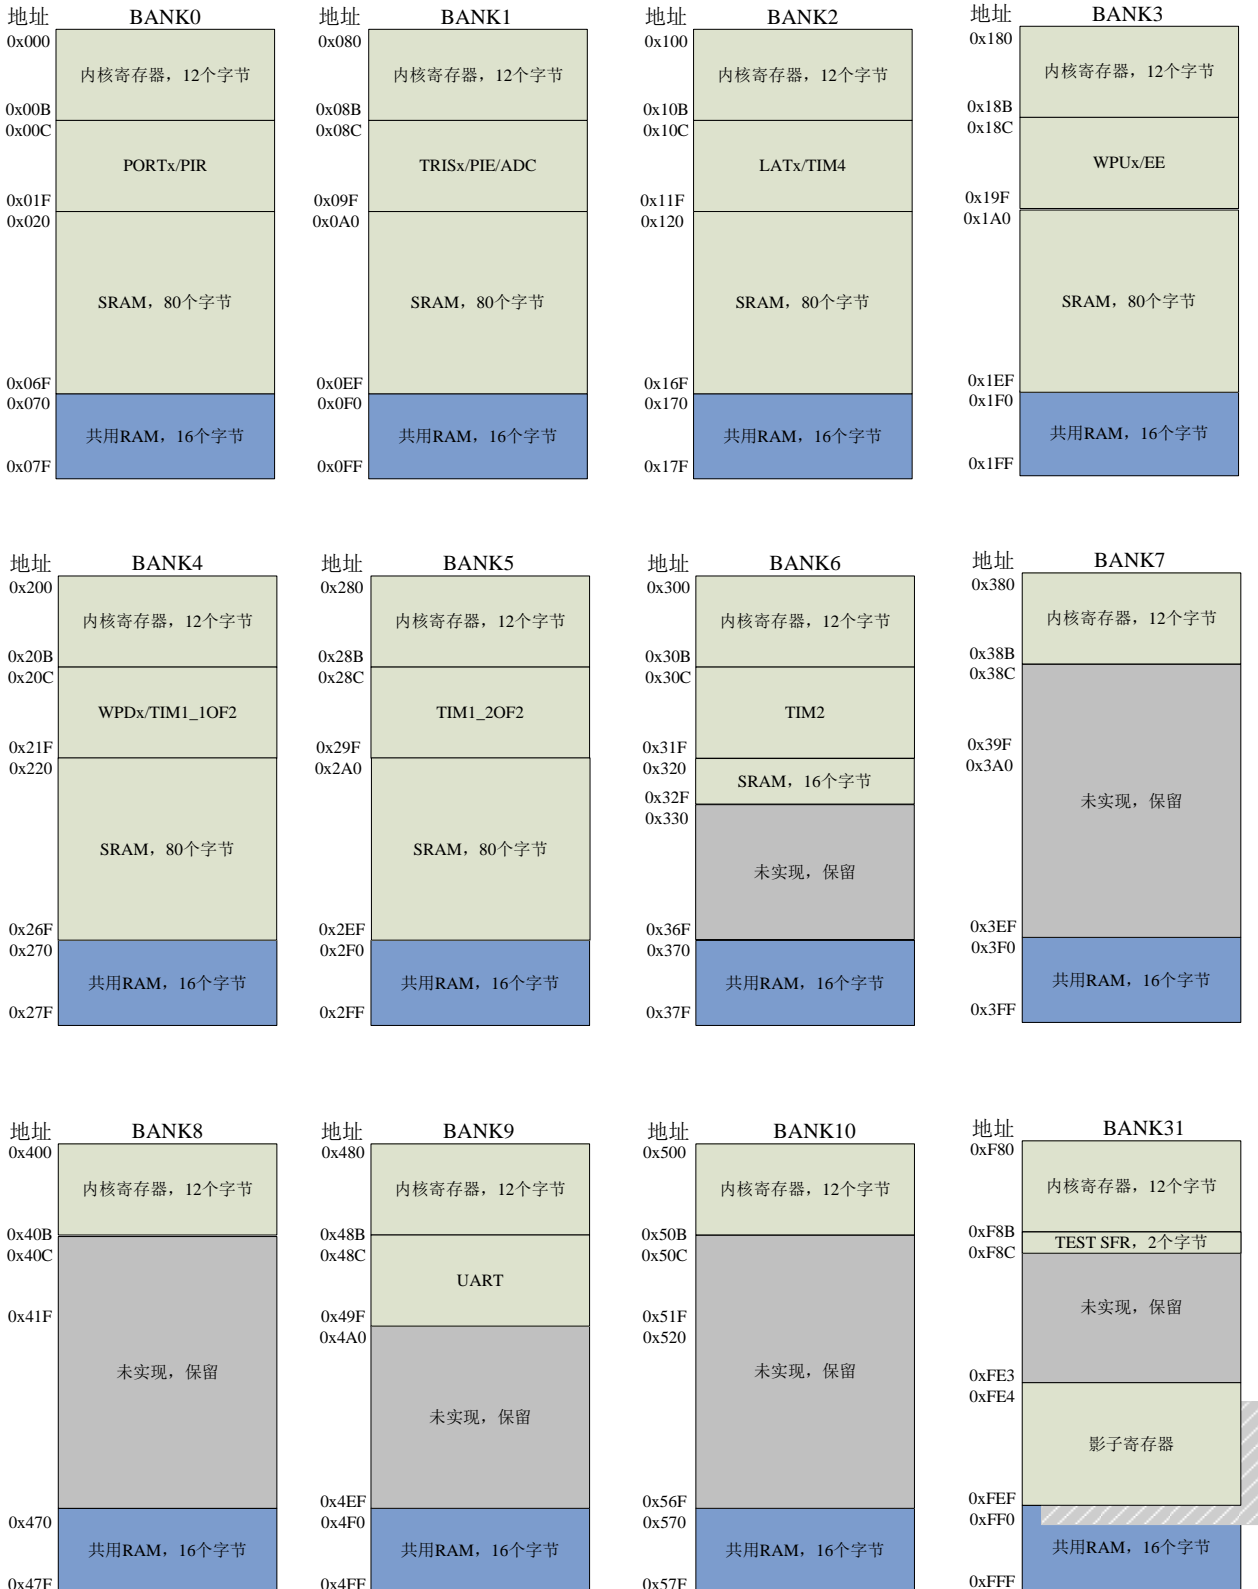 地址 BANK0
0x000
内核寄存器，12个字节
0x00B
0x00C
PORTx/PIR
0x01F
0x020
SRAM，80个字节
0x06F
0x070
共用RAM，16个字节
0x07F
地址 BANK1
0x080
内核寄存器，12个字节
0x08B
0x08C
TRISx/PIE/ADC
0x09F
0x0A0
SRAM，80个字节
0x0EF
0x0F0
共用RAM，16个字节
0x0FF
地址 BANK2
0x100
内核寄存器，12个字节
0x10B
0x10C
LATx/TIM4
0x11F
0x120
SRAM，80个字节
0x16F
0x170
共用RAM，16个字节
0x17F
地址 BANK3
0x180
内核寄存器，12个字节
0x18B
0x18C
WPUx/EE
0x19F
0x1A0
SRAM，80个字节
0x1EF
0x1F0
共用RAM，16个字节
0x1FF
地址 BANK4
0x200
内核寄存器，12个字节
0x20B
0x20C
WPDx/TIM1_1OF2
0x21F
0x220
SRAM，80个字节
0x26F
0x270
共用RAM，16个字节
0x27F
地址 BANK5
0x280
内核寄存器，12个字节
0x28B
0x28C
TIM1_2OF2
0x29F
0x2A0
SRAM，80个字节
0x2EF
0x2F0
共用RAM，16个字节
0x2FF
地址 BANK6
0x300
内核寄存器，12个字节
0x30B
0x30C
TIM2
0x31F
0x320
SRAM，16个字节
0x32F
0x330
未实现，保留
0x36F
0x370
共用RAM，16个字节
0x37F
地址 BANK7
0x380
内核寄存器，12个字节
0x38B
0x38C
0x39F
0x3A0
未实现，保留
0x3EF
0x3F0
共用RAM，16个字节
0x3FF
地址 BANK8
0x400
内核寄存器，12个字节
0x40B
0x40C
0x41F
未实现，保留
0x470
共用RAM，16个字节
0x47F
地址 BANK9
0x480
内核寄存器，12个字节
0x48B
0x48C
UART
0x49F
0x4A0
未实现，保留
0x4EF
0x4F0
共用RAM，16个字节
0x4FF
地址 BANK10
0x500
内核寄存器，12个字节
0x50B
0x50C
0x51F
0x520
未实现，保留
0x56F
0x570
共用RAM，16个字节
0x57F
地址 BANK31
0xF80
内核寄存器，12个字节
0xF8B
TEST SFR，2个字节
0xF8C
未实现，保留
0xFE3
0xFE4
影子寄存器
0xFEF
0xFF0
共用RAM，16个字节
0xFFF